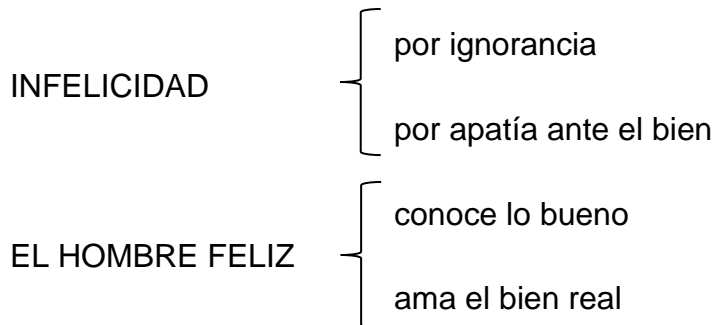 por ignorancia
INFELICIDAD
por apatía ante el bien
conoce lo bueno
EL HOMBRE FELIZ
ama el bien real